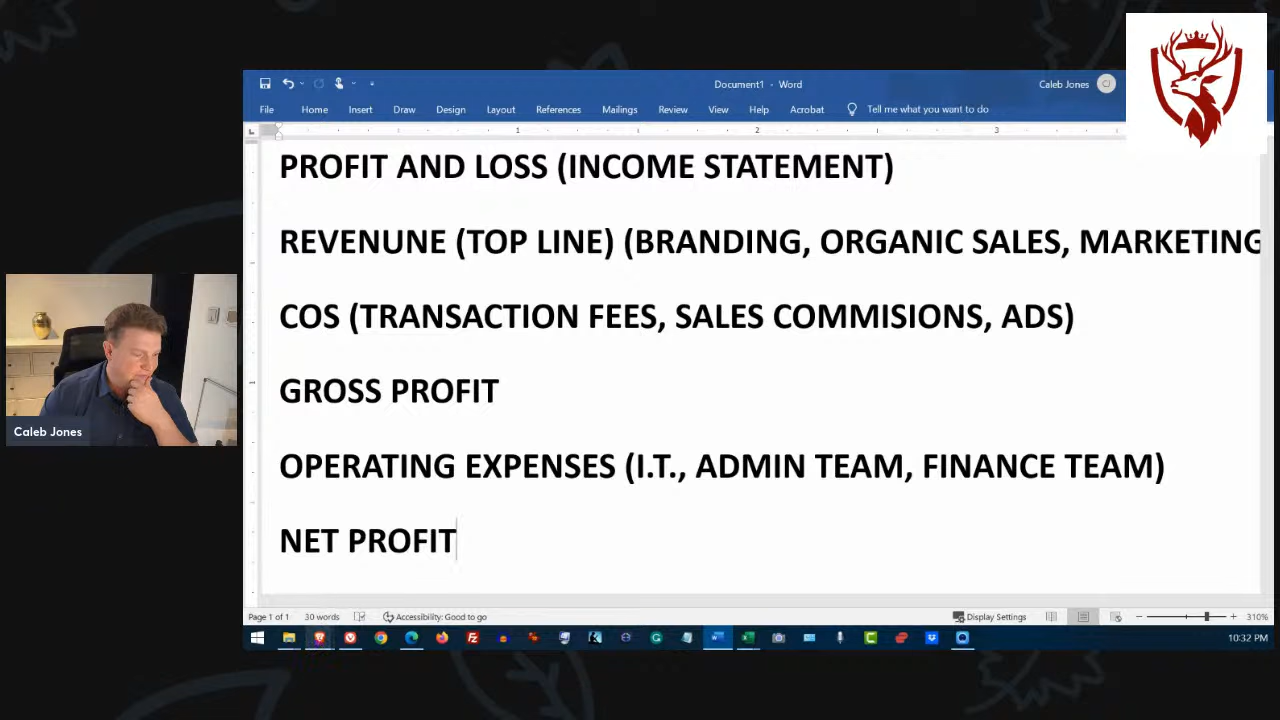 Document1 - Word
Caleb Jones
File Home Insert Draw Design Layout References Mailings Review View Help Acrobat Tell me what you want to do
1 2 3
PROFIT AND LOSS (INCOME STATEMENT)
REVENUNE (TOP LINE) (BRANDING, ORGANIC SALES, MARKETING
COS (TRANSACTION FEES, SALES COMMISIONS, ADS)
GROSS PROFIT
OPERATING EXPENSES (I.T., ADMIN TEAM, FINANCE TEAM)
NET PROFIT
Caleb Jones
Page 1 of 1 30 words Accessibility: Good to go Display Settings 310%
10:32 PM